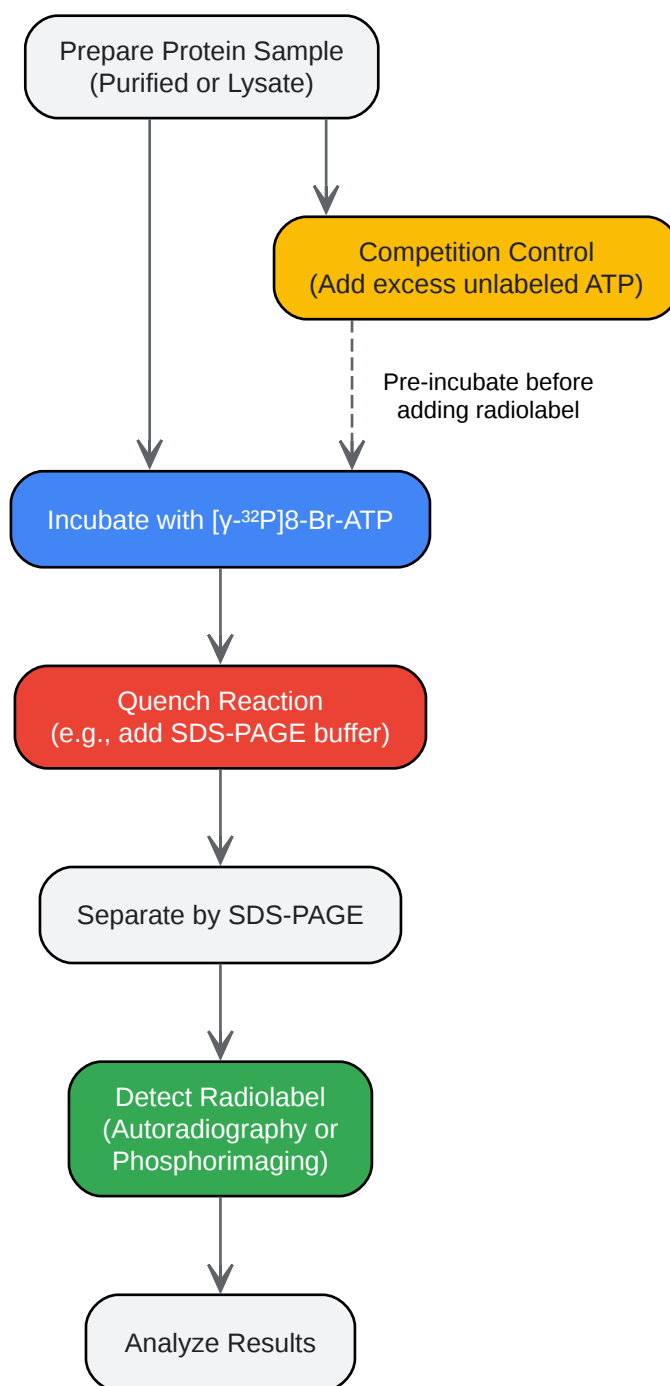 Prepare Protein Sample
(Purified or Lysate)
Competition Control
(Add excess unlabeled ATP)
Pre-incubate before
adding radiolabel
Incubate with [γ-³²P]8-Br-ATP
Quench Reaction
(e.g., add SDS-PAGE buffer)
Separate by SDS-PAGE
Detect Radiolabel
(Autoradiography or
Phosphorimaging)
Analyze Results